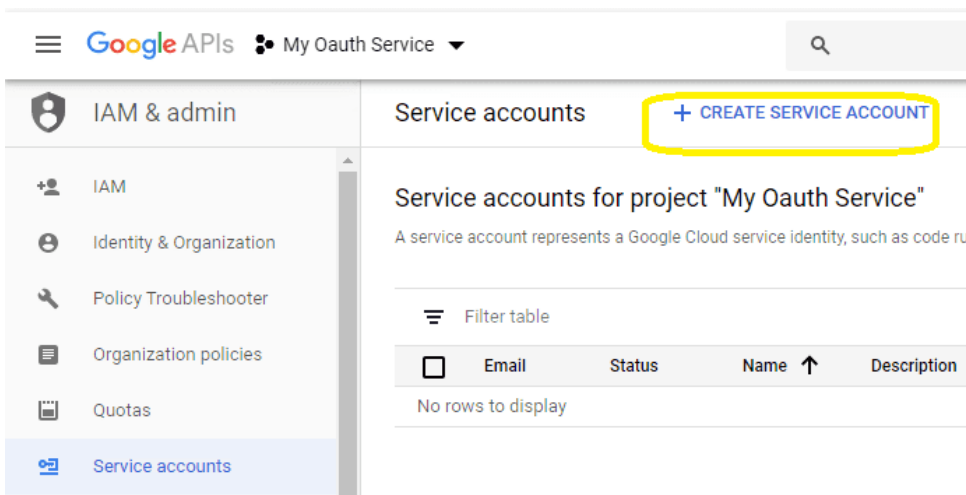 Google APIs My Oauth Service
IAM & admin
Service accounts + CREATE SERVICE ACCOUNT
IAM
Identity & Organization
Policy Troubleshooter
Organization policies
Quotas
Service accounts
Service accounts for project "My Oauth Service"
A service account represents a Google Cloud service identity, such as code ru
Filter table
Email Status Name Description
No rows to display